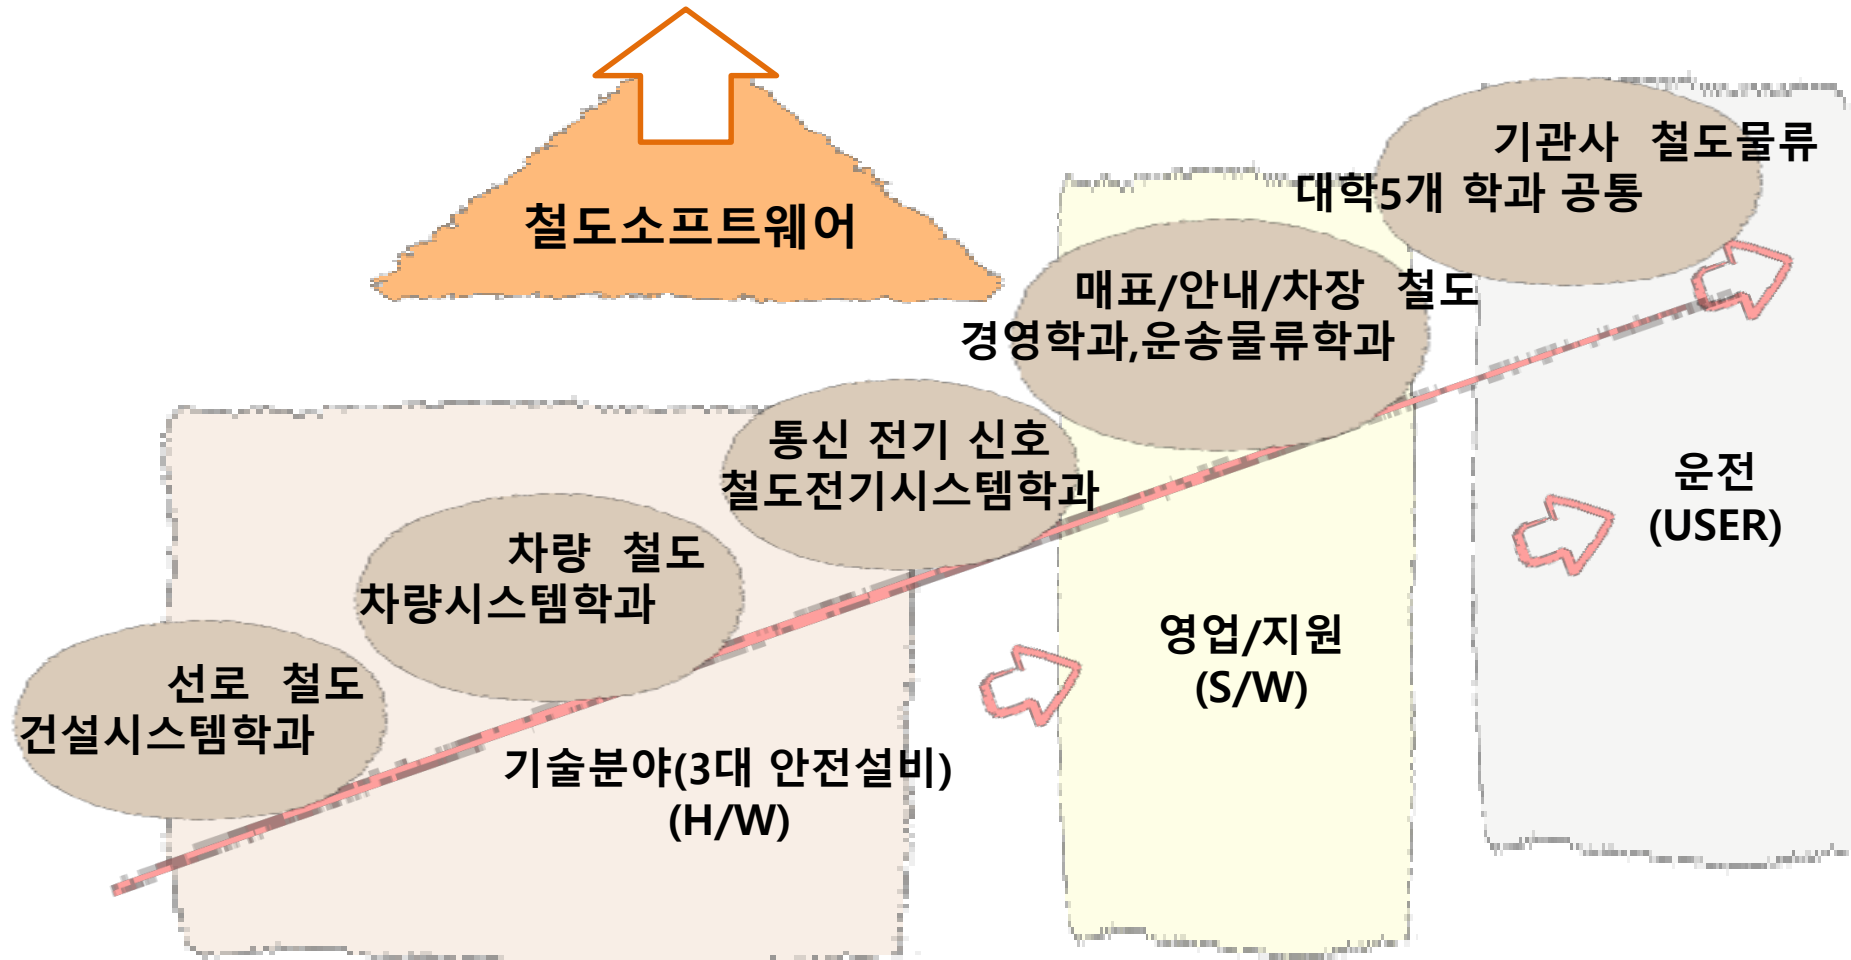 철도소프트웨어
기관사 철도물류
대학5개 학과 공통
매표/안내/차장 철도
경영학과,운송물류학과
통신 전기 신호
철도전기시스템학과
차량 철도
차량시스템학과
선로 철도
건설시스템학과
기술분야(3대 안전설비)
(H/W)
영업/지원
(S/W)
운전
(USER)